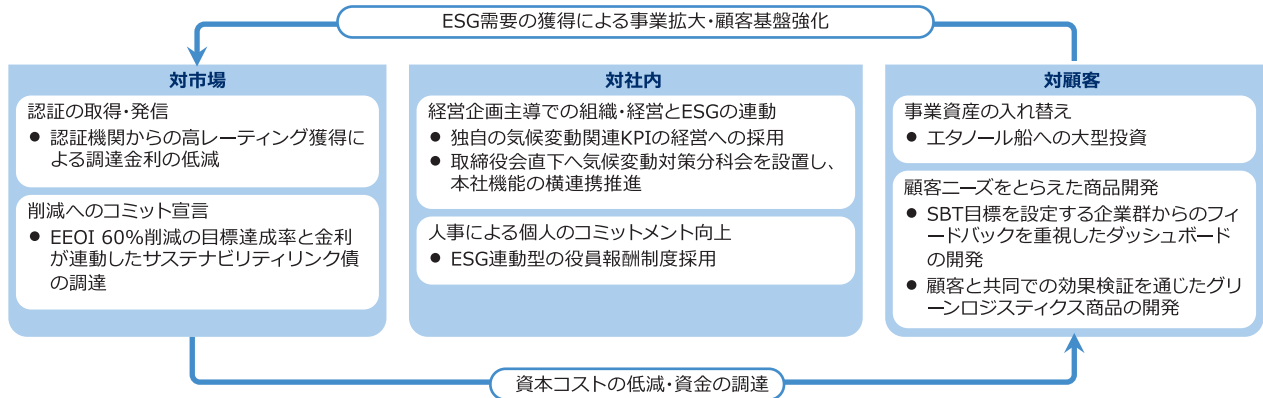 ESG需要の獲得による事業拡大・顧客基盤強化
対市場
認証の取得・発信
● 認証機関からの高レーティング獲得に
よる調達金利の低減
削減へのコミット宣言
● EEOI 60%削減の目標達成率と金利
が連動したサステナビリティリンク債
の調達
対社内
経営企画主導での組織・経営とESGの連動
● 独自の気候変動関連KPIの経営への採用
● 取締役会直下へ気候変動対策分科会を設置し、
本社機能の横連携推進
人事による個人のコミットメント向上
● ESG連動型の役員報酬制度採用
対顧客
事業資産の入れ替え
● エタノール船への大型投資
顧客ニーズをとらえた商品開発
● SBT目標を設定する企業群からのフィ
ードバックを重視したダッシュボード
の開発
● 顧客と共同での効果検証を通じたグリ
ーンロジスティクス商品の開発
資本コストの低減・資金の調達